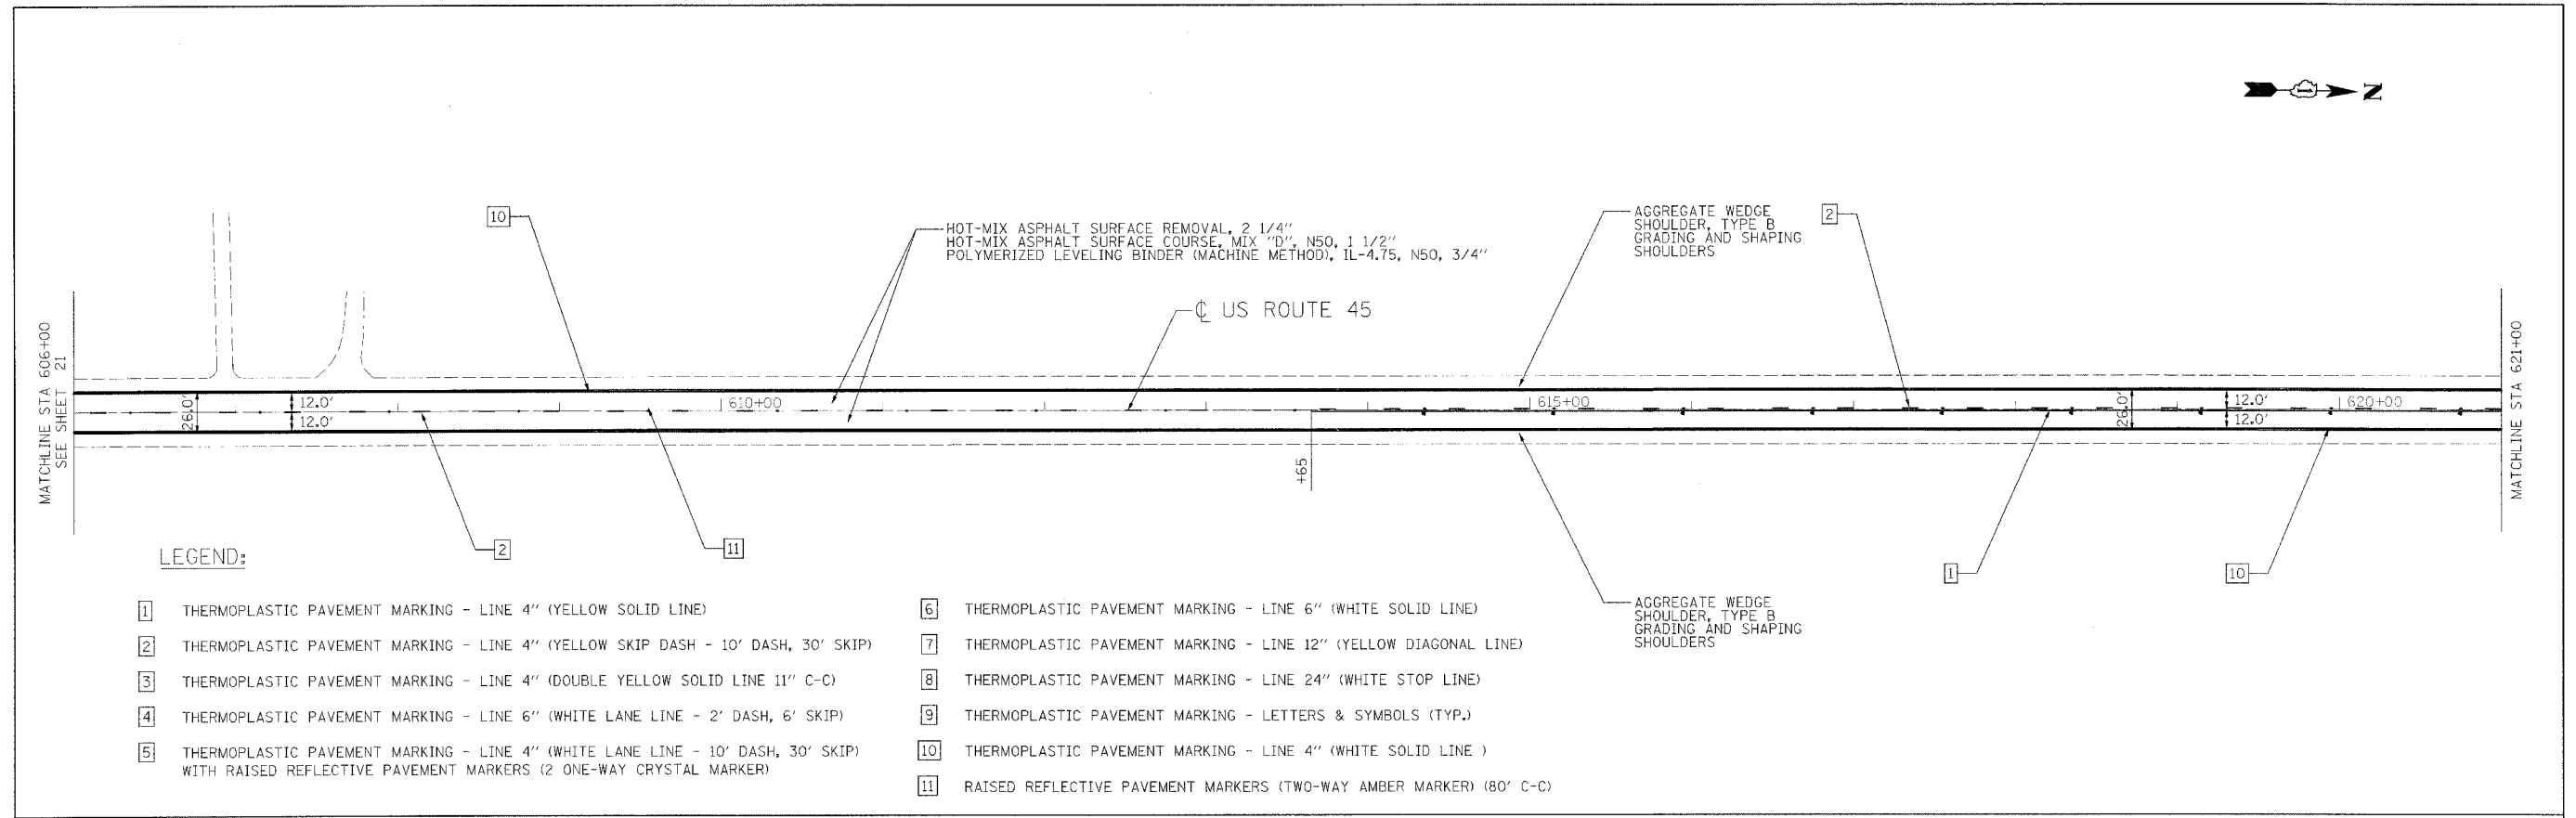 N
10
HOT-MIX ASPHALT SURFACE REMOVAL, 2 1/4"
HOT-MIX ASPHALT SURFACE COURSE, MIX "D", N50, 1 1/2"
POLYMERIZED LEVELING BINDER (MACHINE METHOD), IL-4.75, N50, 3/4"
AGGREGATE WEDGE
SHOULDER, TYPE B
GRADING AND SHAPING
SHOULDERS
2
℄ US ROUTE 45
MATCHLINE STA 606+00
SEE SHEET 21
26.0'
12.0'
12.0'
610+00
615+00
26.0'
12.0'
12.0'
620+00
MATCHLINE STA 621+00
+65
2
11
1
10
AGGREGATE WEDGE
SHOULDER, TYPE B
GRADING AND SHAPING
SHOULDERS
LEGEND:
1 THERMOPLASTIC PAVEMENT MARKING - LINE 4" (YELLOW SOLID LINE)
2 THERMOPLASTIC PAVEMENT MARKING - LINE 4" (YELLOW SKIP DASH - 10' DASH, 30' SKIP)
3 THERMOPLASTIC PAVEMENT MARKING - LINE 4" (DOUBLE YELLOW SOLID LINE 11" C-C)
4 THERMOPLASTIC PAVEMENT MARKING - LINE 6" (WHITE LANE LINE - 2' DASH, 6' SKIP)
5 THERMOPLASTIC PAVEMENT MARKING - LINE 4" (WHITE LANE LINE - 10' DASH, 30' SKIP)
WITH RAISED REFLECTIVE PAVEMENT MARKERS (2 ONE-WAY CRYSTAL MARKER)
6 THERMOPLASTIC PAVEMENT MARKING - LINE 6" (WHITE SOLID LINE)
7 THERMOPLASTIC PAVEMENT MARKING - LINE 12" (YELLOW DIAGONAL LINE)
8 THERMOPLASTIC PAVEMENT MARKING - LINE 24" (WHITE STOP LINE)
9 THERMOPLASTIC PAVEMENT MARKING - LETTERS & SYMBOLS (TYP.)
10 THERMOPLASTIC PAVEMENT MARKING - LINE 4" (WHITE SOLID LINE )
11 RAISED REFLECTIVE PAVEMENT MARKERS (TWO-WAY AMBER MARKER) (80' C-C)